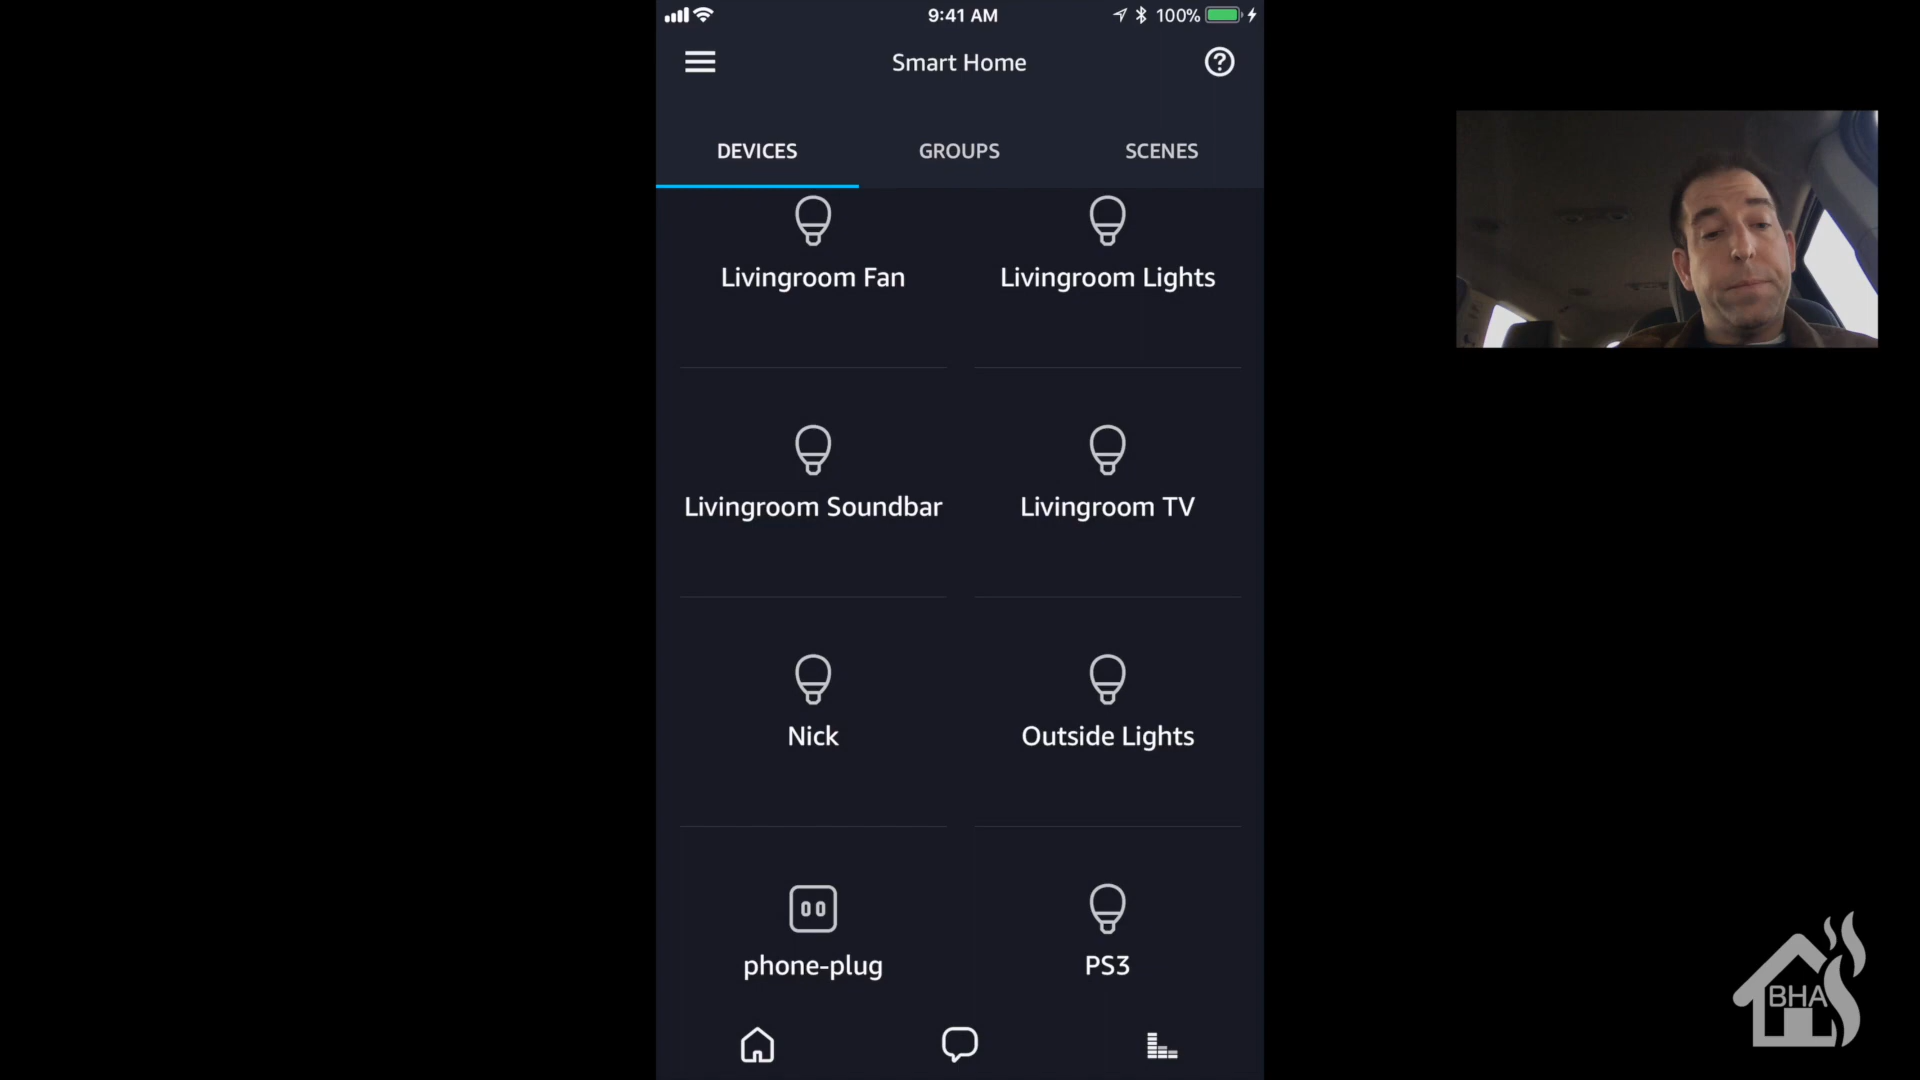 9:41 AM
100%
Smart Home
DEVICES
GROUPS
SCENES
Livingroom Fan
Livingroom Lights
Livingroom Soundbar
Livingroom TV
Nick
Outside Lights
phone-plug
PS3
BHA